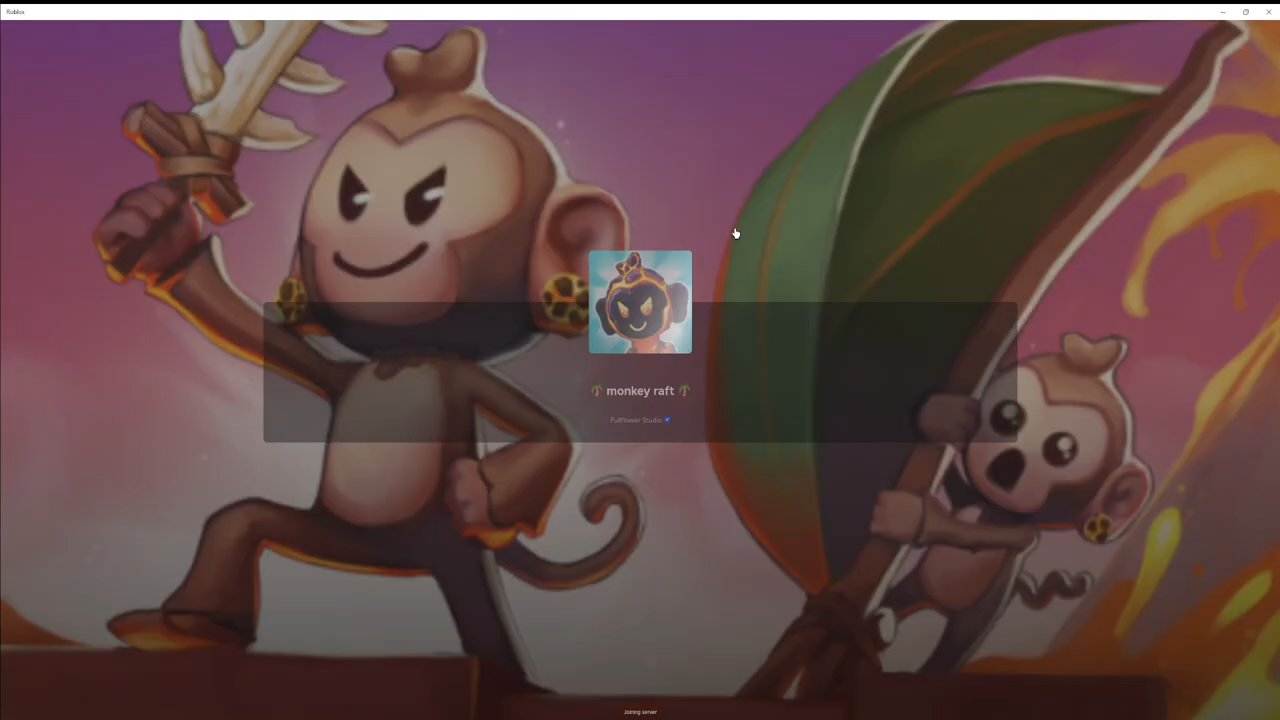 Roblox
🌴 monkey raft 🌴
Fullflower Studio
Joining server